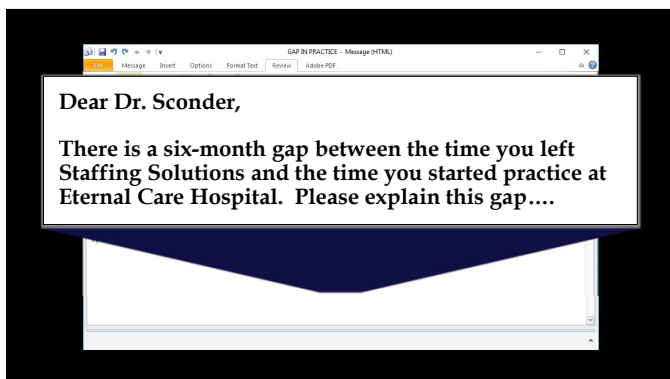 GAP IN PRACTICE - Message (HTML)
File Message Insert Options Format Text Review Adobe PDF
Dear Dr. Sconder,
There is a six-month gap between the time you left
Staffing Solutions and the time you started practice at
Eternal Care Hospital.  Please explain this gap….